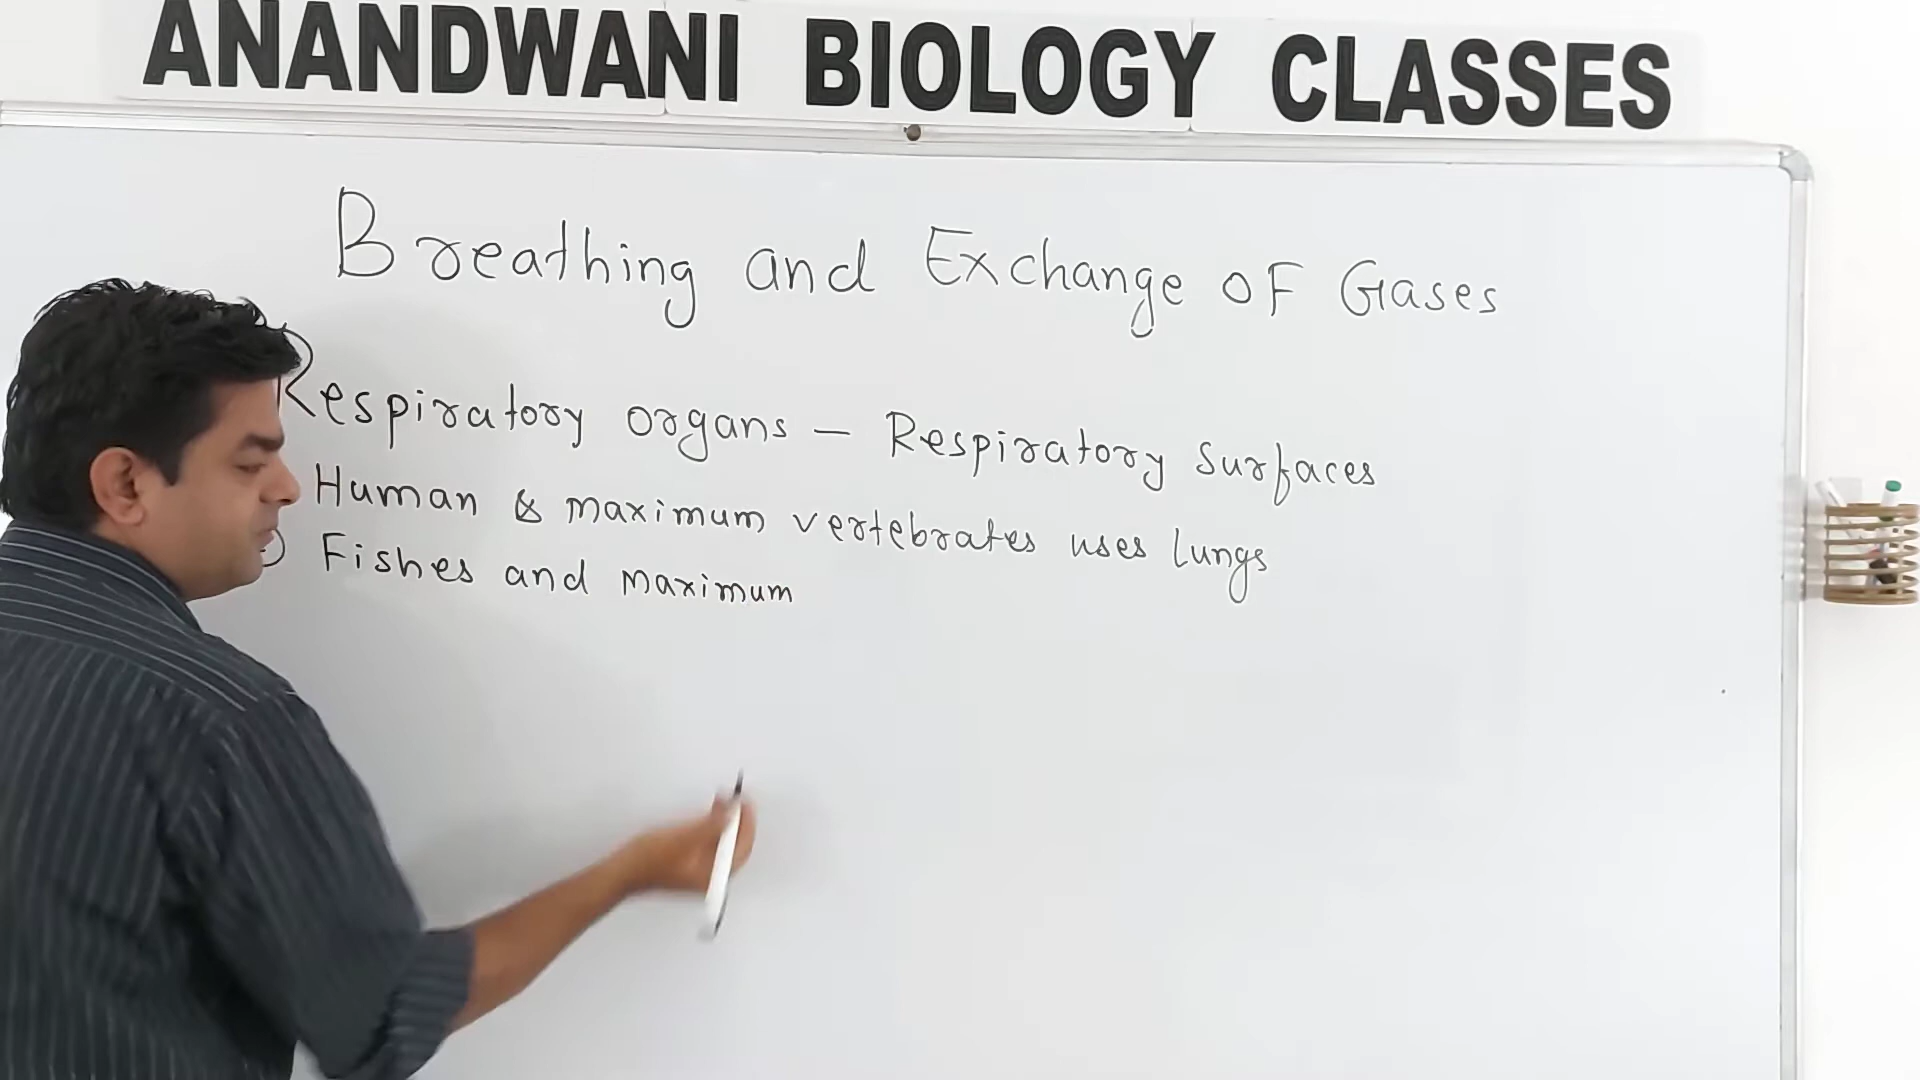 ANANDWANI BIOLOGY CLASSES
Breathing and Exchange OF Gases
Respiratory organs – Respiratory Surfaces
Human & maximum vertebrates uses lungs
Fishes and maximum